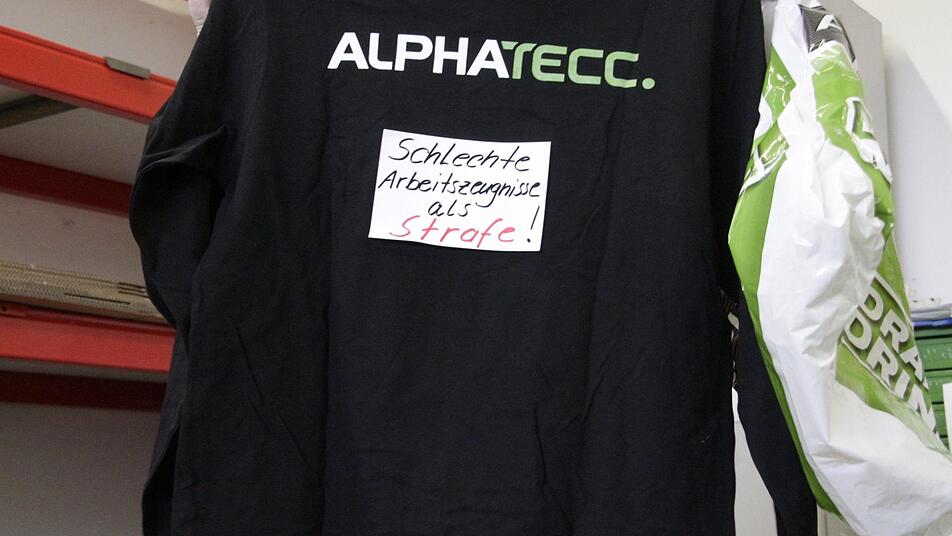 ALPHATECC.
Schlechte
Arbeitszeugnisse
als
Strafe!